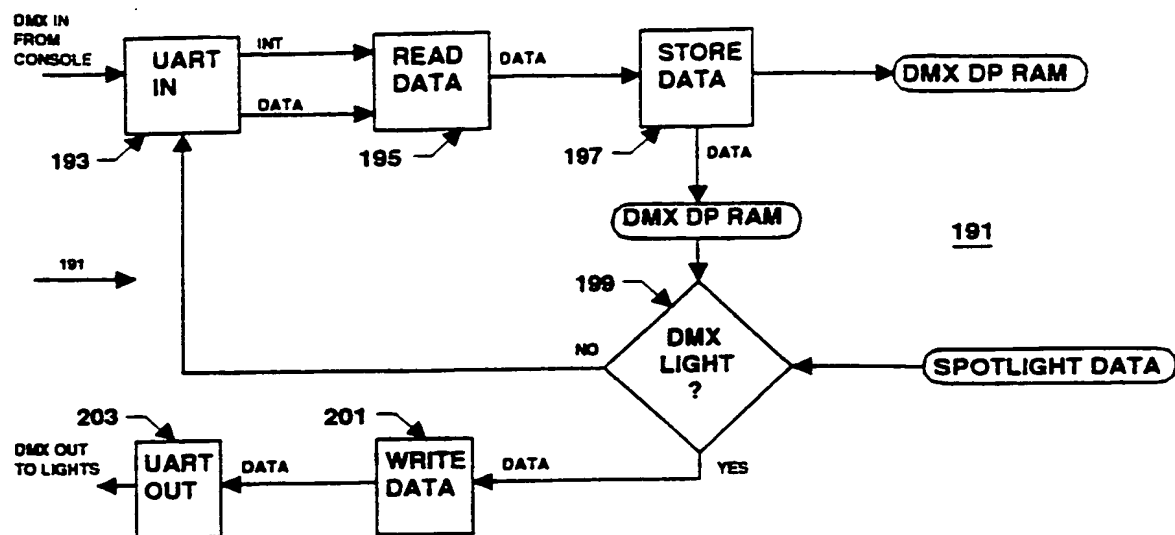 DMX IN
FROM
CONSOLE
UART
IN
INT
DATA
READ
DATA
DATA
STORE
DATA
DMX DP RAM
193
195
197
DATA
DMX DP RAM
191
191
199
DMX
LIGHT
?
NO
SPOTLIGHT DATA
203
201
DMX OUT
TO LIGHTS
UART
OUT
DATA
WRITE
DATA
DATA
YES